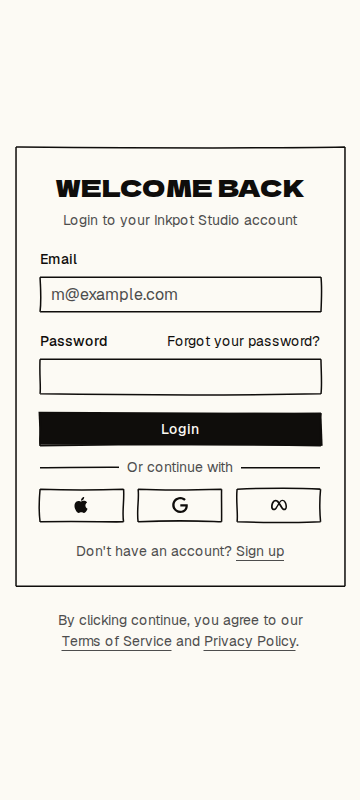 WELCOME BACK
Login to your Inkpot Studio account
Email
m@example.com
Password Forgot your password?
Login
Or continue with
Don't have an account? Sign up
By clicking continue, you agree to our
Terms of Service and Privacy Policy.